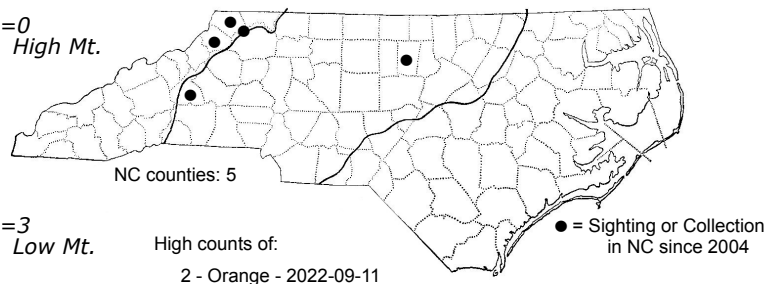 =0
High Mt.
NC counties: 5
=3
Low Mt.
High counts of:
2 - Orange - 2022-09-11
● = Sighting or Collection
in NC since 2004